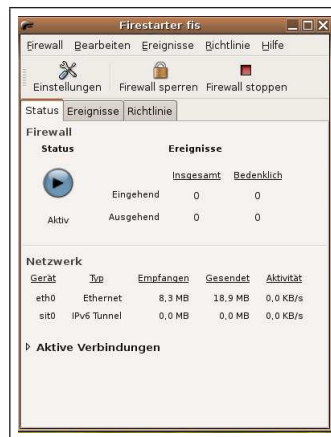 Firestarter fis
Firewall Bearbeiten Ereignisse Richtlinie Hilfe
Einstellungen Firewall sperren Firewall stoppen
Status Ereignisse Richtlinie
Firewall
Status Ereignisse
Insgesamt Bedenklich
Eingehend 0 0
Aktiv Ausgehend 0 0
Netzwerk
Gerät Typ Empfangen Gesendet Aktivität
eth0 Ethernet 8,3 MB 18,9 MB 0,0 KB/s
sit0 IPv6 Tunnel 0,0 MB 0,0 MB 0,0 KB/s
Aktive Verbindungen